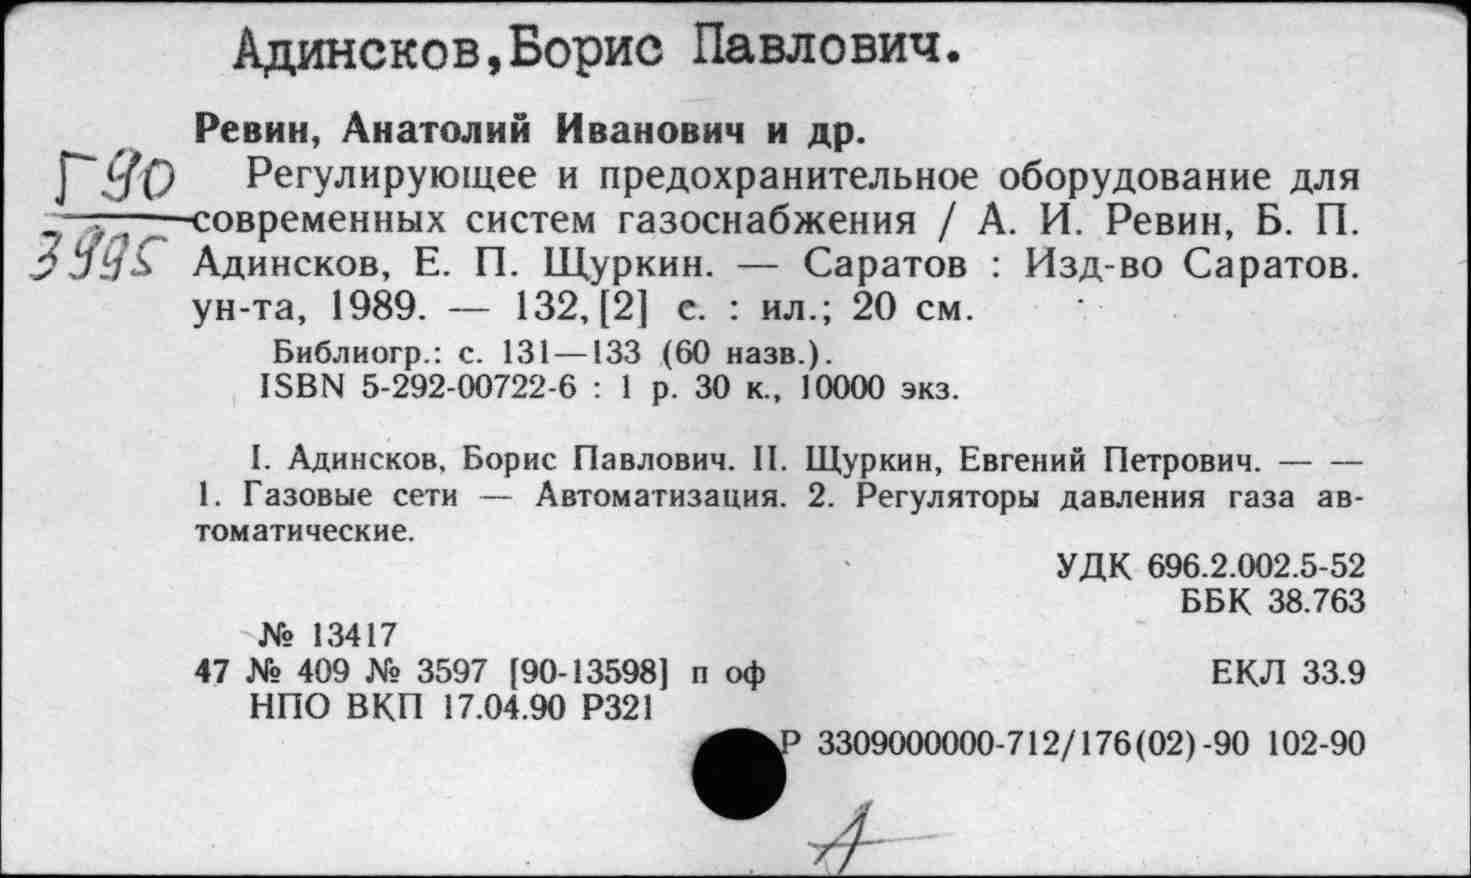 Адинсков,Борис Павлович.
Ревин, Анатолий Иванович и др.
Г90
Регулирующее и предохранительное оборудование для
современных систем газоснабжения / А. И. Ревин, Б. П.
Адинсков, Е. П. Щуркин. — Саратов : Изд-во Саратов.
ун-та, 1989. — 132, [2] с. : ил.; 20 см.
Библиогр.: с. 131—133 (60 назв.).
ISBN 5-292-00722-6 : 1 р. 30 к., 10000 экз.
I. Адинсков, Борис Павлович. II. Щуркин, Евгений Петрович. — —
1. Газовые сети — Автоматизация. 2. Регуляторы давления газа ав-
томатические.
УДК 696.2.002.5-52
ББК 38.763
№ 13417
47 № 409 № 3597 [90-13598] п оф ЕКЛ 33.9
НПО ВКП 17.04.90 Р321
Р 3309000000-712/176(02)-90 102-90
А